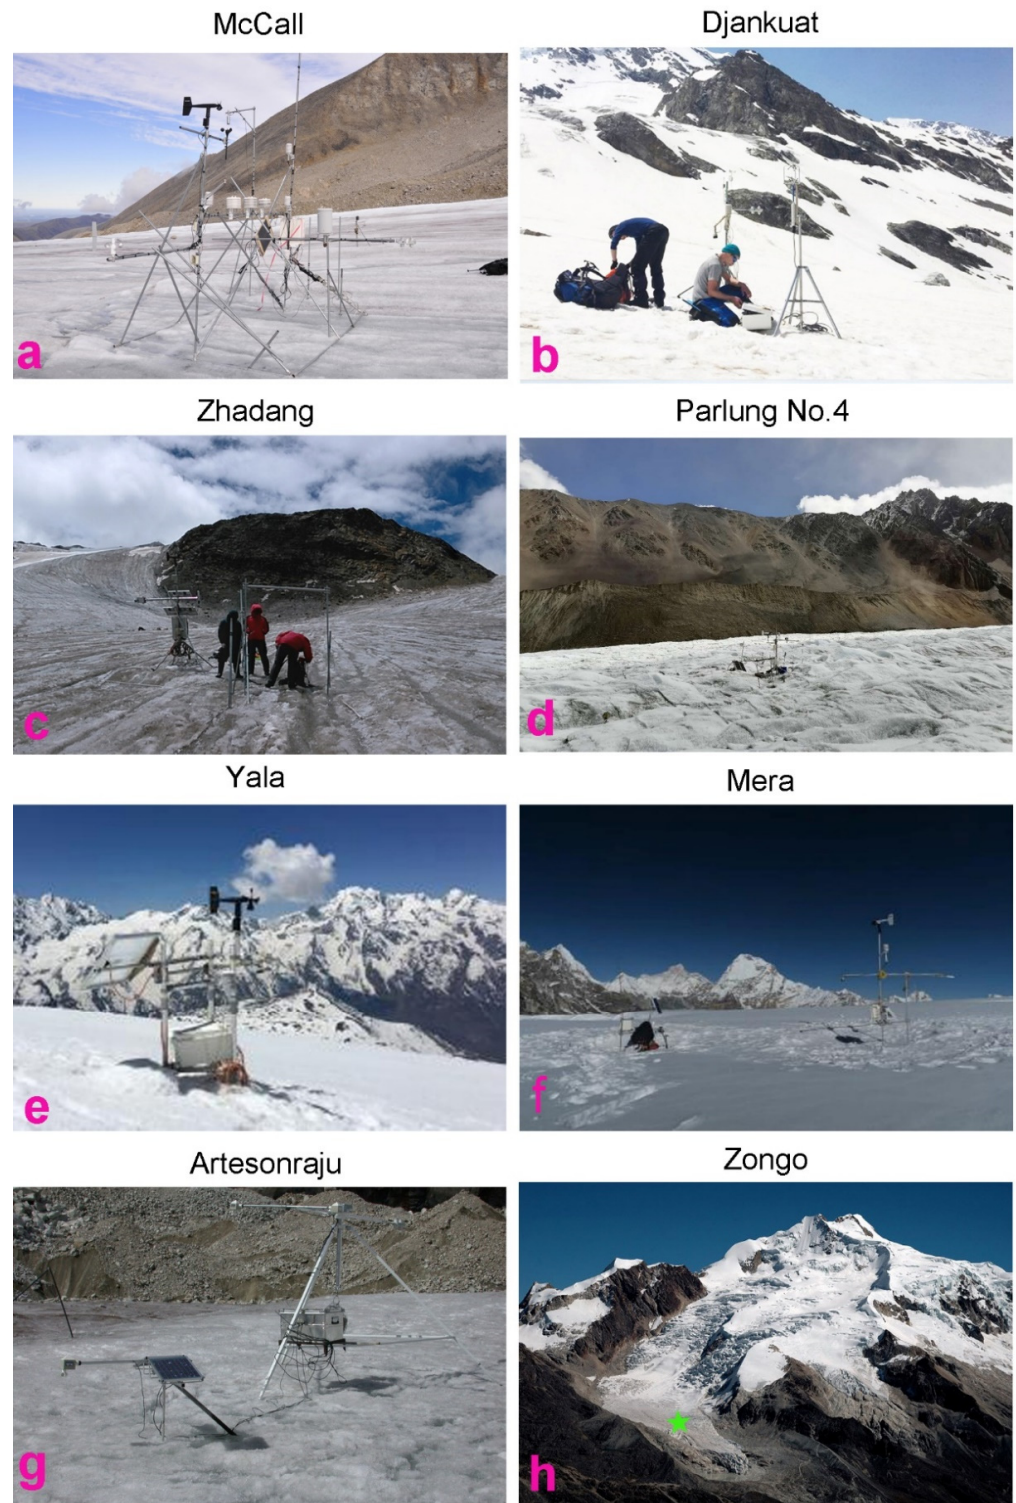 McCall
Djankuat
a
b
Zhadang
Parlung No.4
c
d
Yala
Mera
e
f
Artesonraju
Zongo
g
h